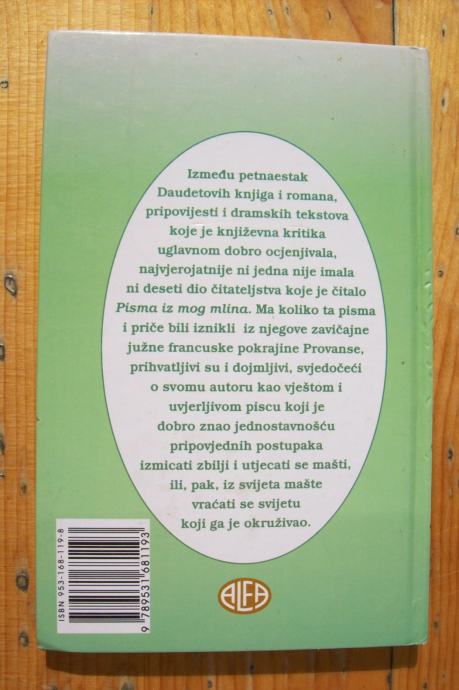 Između petnaestak
Daudetovih knjiga i romana,
pripovijesti i dramskih tekstova
koje je književna kritika
uglavnom dobro ocjenjivala,
najvjerojatnije ni jedna nije imala
ni deseti dio čitateljstva koje je čitalo
Pisma iz mog mlina. Ma koliko ta pisma
i priče bili iznikli iz njegove zavičajne
južne francuske pokrajine Provanse,
prihvatljivi su i dojmljivi, svjedočeći
o svomu autoru kao vještom i
uvjerljivom piscu koji je
dobro znao jednostavnošću
pripovjednih postupaka
izmicati zbilji i utjecati se mašti,
ili, pak, iz svijeta mašte
vraćati se svijetu
koji ga je okruživao.
ISBN 953-168-119-8
9 789531 681193
ALFA